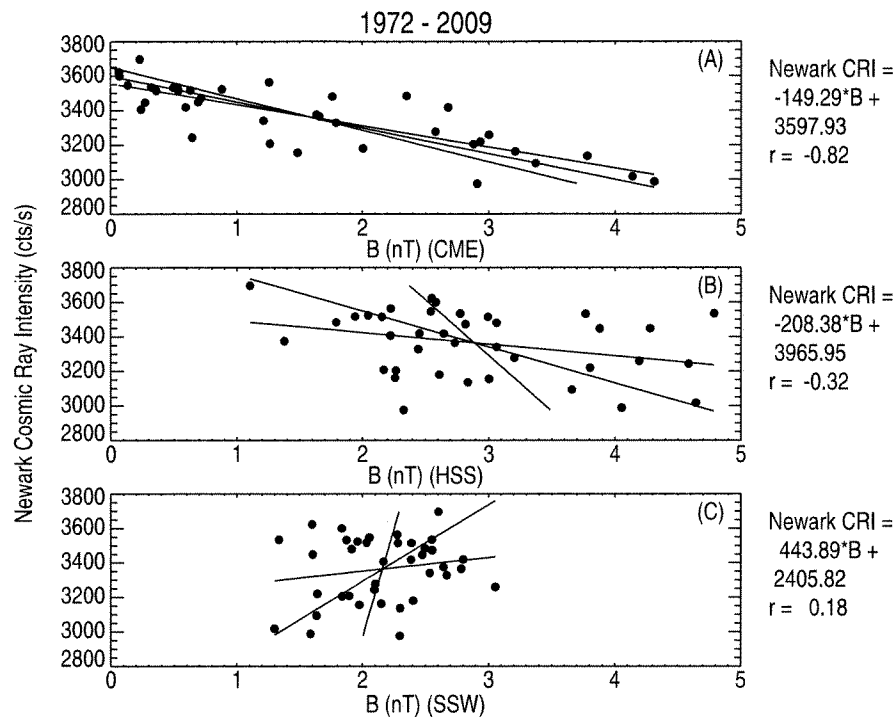 1972 - 2009
Newark Cosmic Ray Intensity (cts/s)
3800
3600
3400
3200
3000
2800
(A)
0 1 2 3 4 5
B (nT) (CME)
Newark CRI =
-149.29*B +
3597.93
r = -0.82
3800
3600
3400
3200
3000
2800
(B)
0 1 2 3 4 5
B (nT) (HSS)
Newark CRI =
-208.38*B +
3965.95
r = -0.32
3800
3600
3400
3200
3000
2800
(C)
0 1 2 3 4 5
B (nT) (SSW)
Newark CRI =
443.89*B +
2405.82
r = 0.18